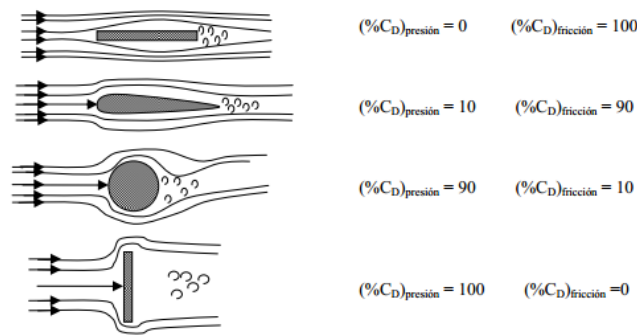 (%C_D)_presión = 0 (%C_D)_fricción = 100
(%C_D)_presión = 10 (%C_D)_fricción = 90
(%C_D)_presión = 90 (%C_D)_fricción = 10
(%C_D)_presión = 100 (%C_D)_fricción =0